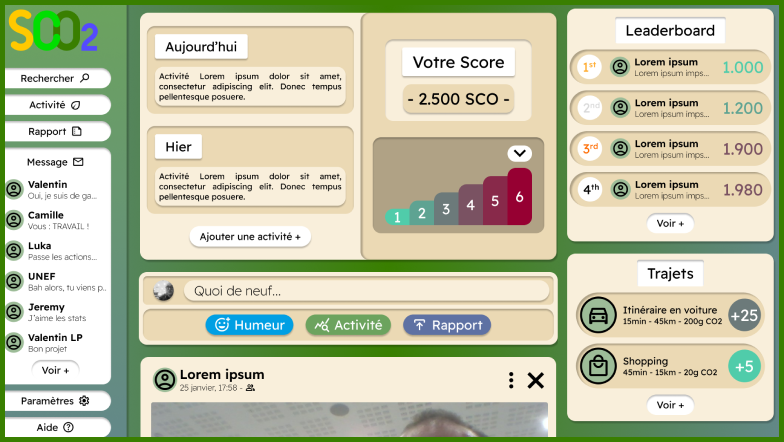 SCO2
Rechercher
Activité
Rapport
Message
Valentin
Oui, je suis de ga...
Camille
Vous : TRAVAIL !
Luka
Passe les actions...
UNEF
Bah alors, tu viens p..
Jeremy
J'aime les stats
Valentin LP
Bon projet
Voir +
Paramètres
Aide
Aujourd'hui
Activité Lorem ipsum dolor sit amet,
consectetur adipiscing elit. Donec tempus
pellentesque posuere.
Hier
Activité Lorem ipsum dolor sit amet,
consectetur adipiscing elit. Donec tempus
pellentesque posuere.
Ajouter une activité +
Votre Score
- 2.500 SCO -
1 2 3 4 5 6
Quoi de neuf...
Humeur Activité Rapport
Lorem ipsum
25 janvier, 17:58 -
Leaderboard
1st Lorem ipsum 1.000
Lorem ipsum imps...
2nd Lorem ipsum 1.200
Lorem ipsum imps...
3rd Lorem ipsum 1.900
Lorem ipsum imps...
4th Lorem ipsum 1.980
Lorem ipsum imps...
Voir +
Trajets
Itinéraire en voiture +25
15min - 45km - 200g CO2
Shopping +5
45min - 15km - 20g CO2
Voir +